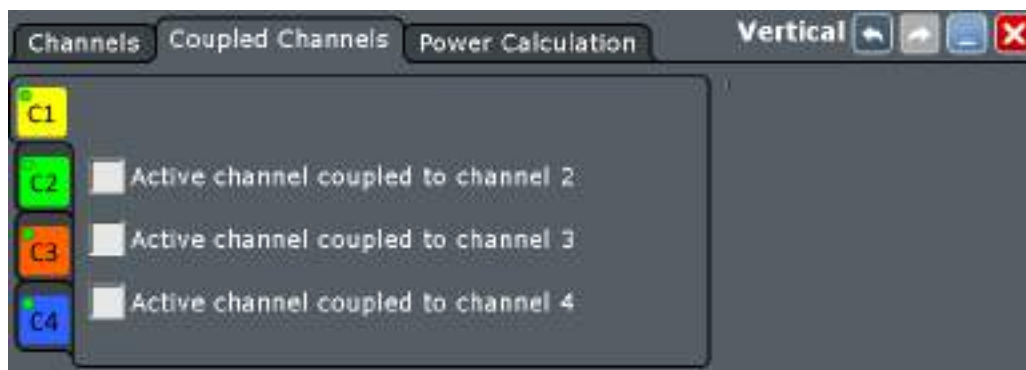 Channels Coupled Channels Power Calculation Vertical
C1
C2 Active channel coupled to channel 2
C3 Active channel coupled to channel 3
C4 Active channel coupled to channel 4